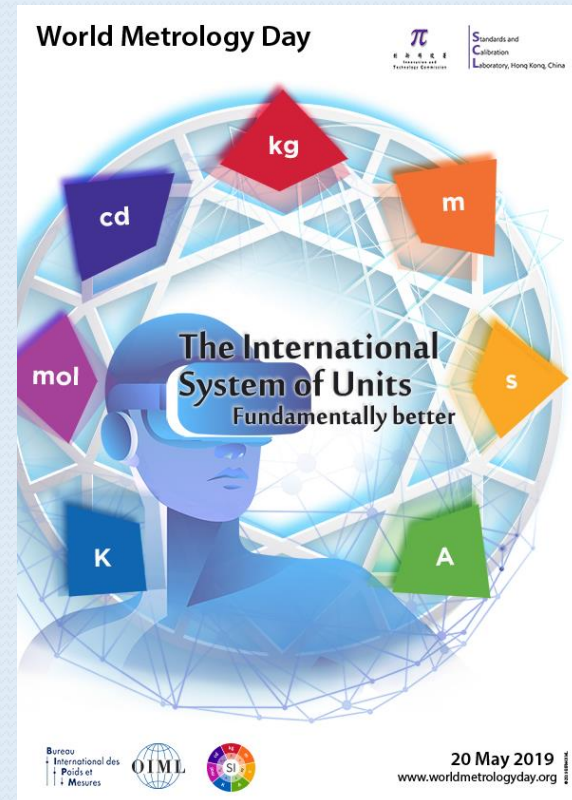 World Metrology Day
π
Innovation and
Technology Commission
Standards and
Calibration
Laboratory, Hong Kong, China
kg
cd
m
The International
System of Units
Fundamentally better
mol
s
K
A
Bureau
International des
Poids et
Mesures
OIML
SI
20 May 2019
www.worldmetrologyday.org